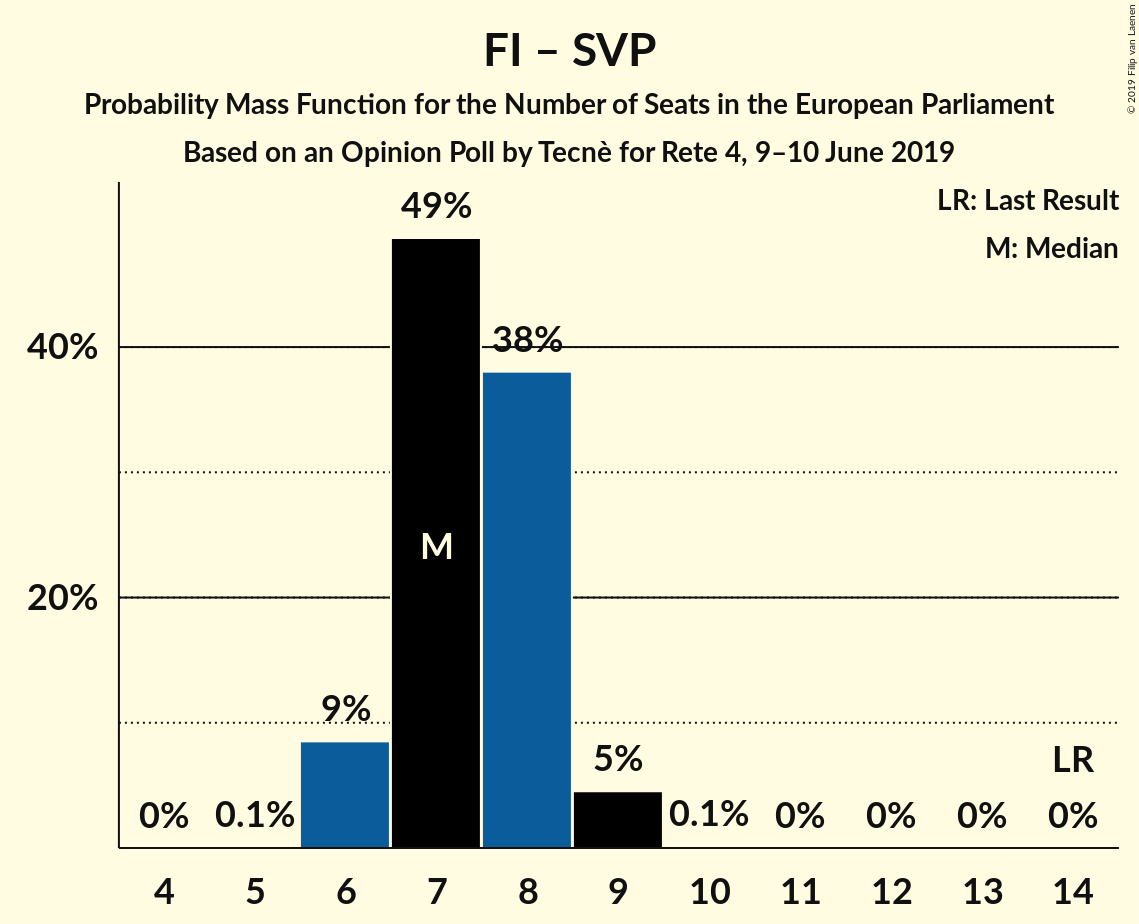 FI – SVP
Probability Mass Function for the Number of Seats in the European Parliament
Based on an Opinion Poll by Tecnè for Rete 4, 9–10 June 2019
© 2019 Filip van Laenen
LR: Last Result
M: Median
49%
38%
40%
M
20%
9%
5%
LR
0% 0.1% 0.1% 0% 0% 0% 0%
4 5 6 7 8 9 10 11 12 13 14